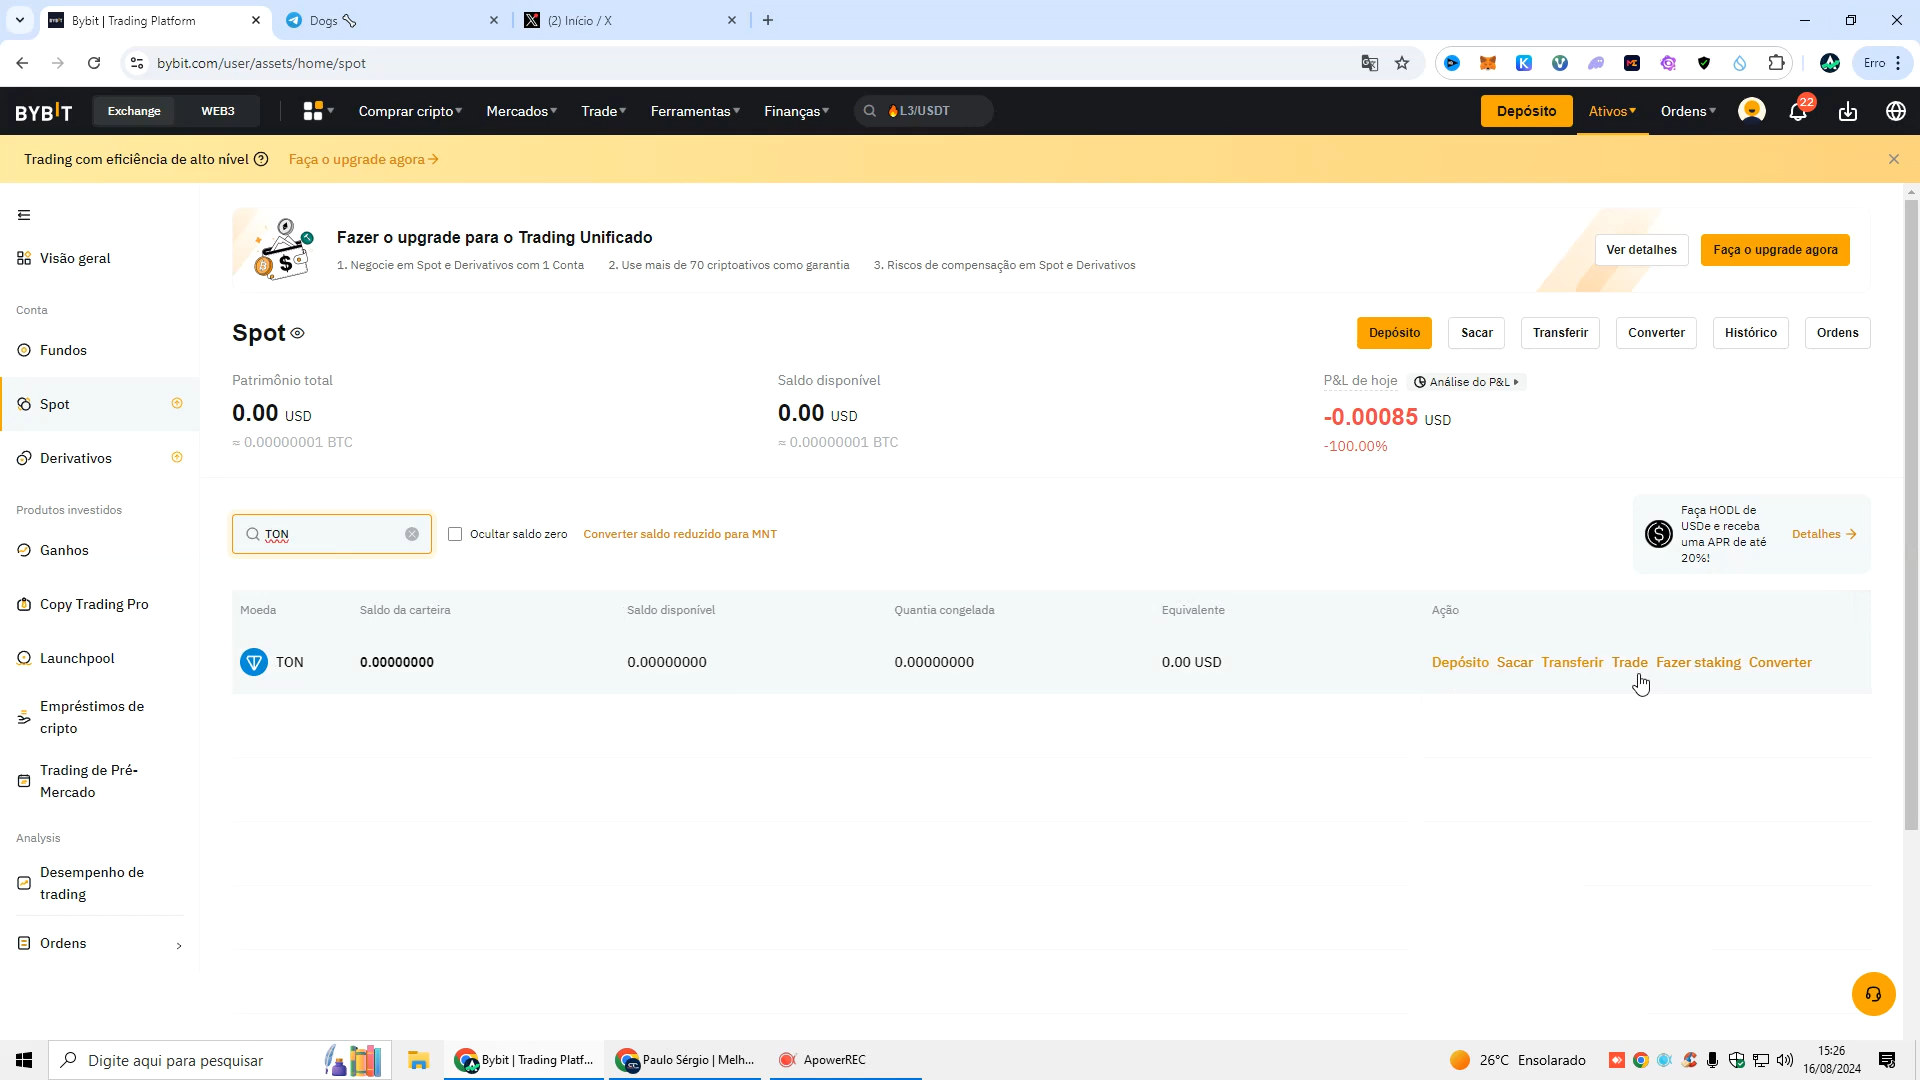 Bybit | Trading Platform
Dogs 🦴
(2) Início / X
bybit.com/user/assets/home/spot
Erro
BYBIT
Exchange
WEB3
Comprar cripto
Mercados
Trade
Ferramentas
Finanças
🔥L3/USDT
Depósito
Ativos
Ordens
22
Trading com eficiência de alto nível
Faça o upgrade agora →
Visão geral
Conta
Fundos
Spot
Derivativos
Produtos investidos
Ganhos
Copy Trading Pro
Launchpool
Empréstimos de
cripto
Trading de Pré-
Mercado
Analysis
Desempenho de
trading
Ordens
Fazer o upgrade para o Trading Unificado
1. Negocie em Spot e Derivativos com 1 Conta 2. Use mais de 70 criptoativos como garantia 3. Riscos de compensação em Spot e Derivativos
Ver detalhes
Faça o upgrade agora
Spot
Depósito
Sacar
Transferir
Converter
Histórico
Ordens
Patrimônio total
0.00 USD
≈ 0.00000001 BTC
Saldo disponível
0.00 USD
≈ 0.00000001 BTC
P&L de hoje
Análise do P&L
-0.00085 USD
-100.00%
TON
Ocultar saldo zero
Converter saldo reduzido para MNT
Faça HODL de
USDe e receba
uma APR de até
20%!
Detalhes →
Moeda Saldo da carteira Saldo disponível Quantia congelada Equivalente Ação
TON 0.00000000 0.00000000 0.00000000 0.00 USD Depósito Sacar Transferir Trade Fazer staking Converter
Digite aqui para pesquisar
Bybit | Trading Platf...
Paulo Sérgio | Melh...
ApowerREC
26°C Ensolarado
15:26
16/08/2024